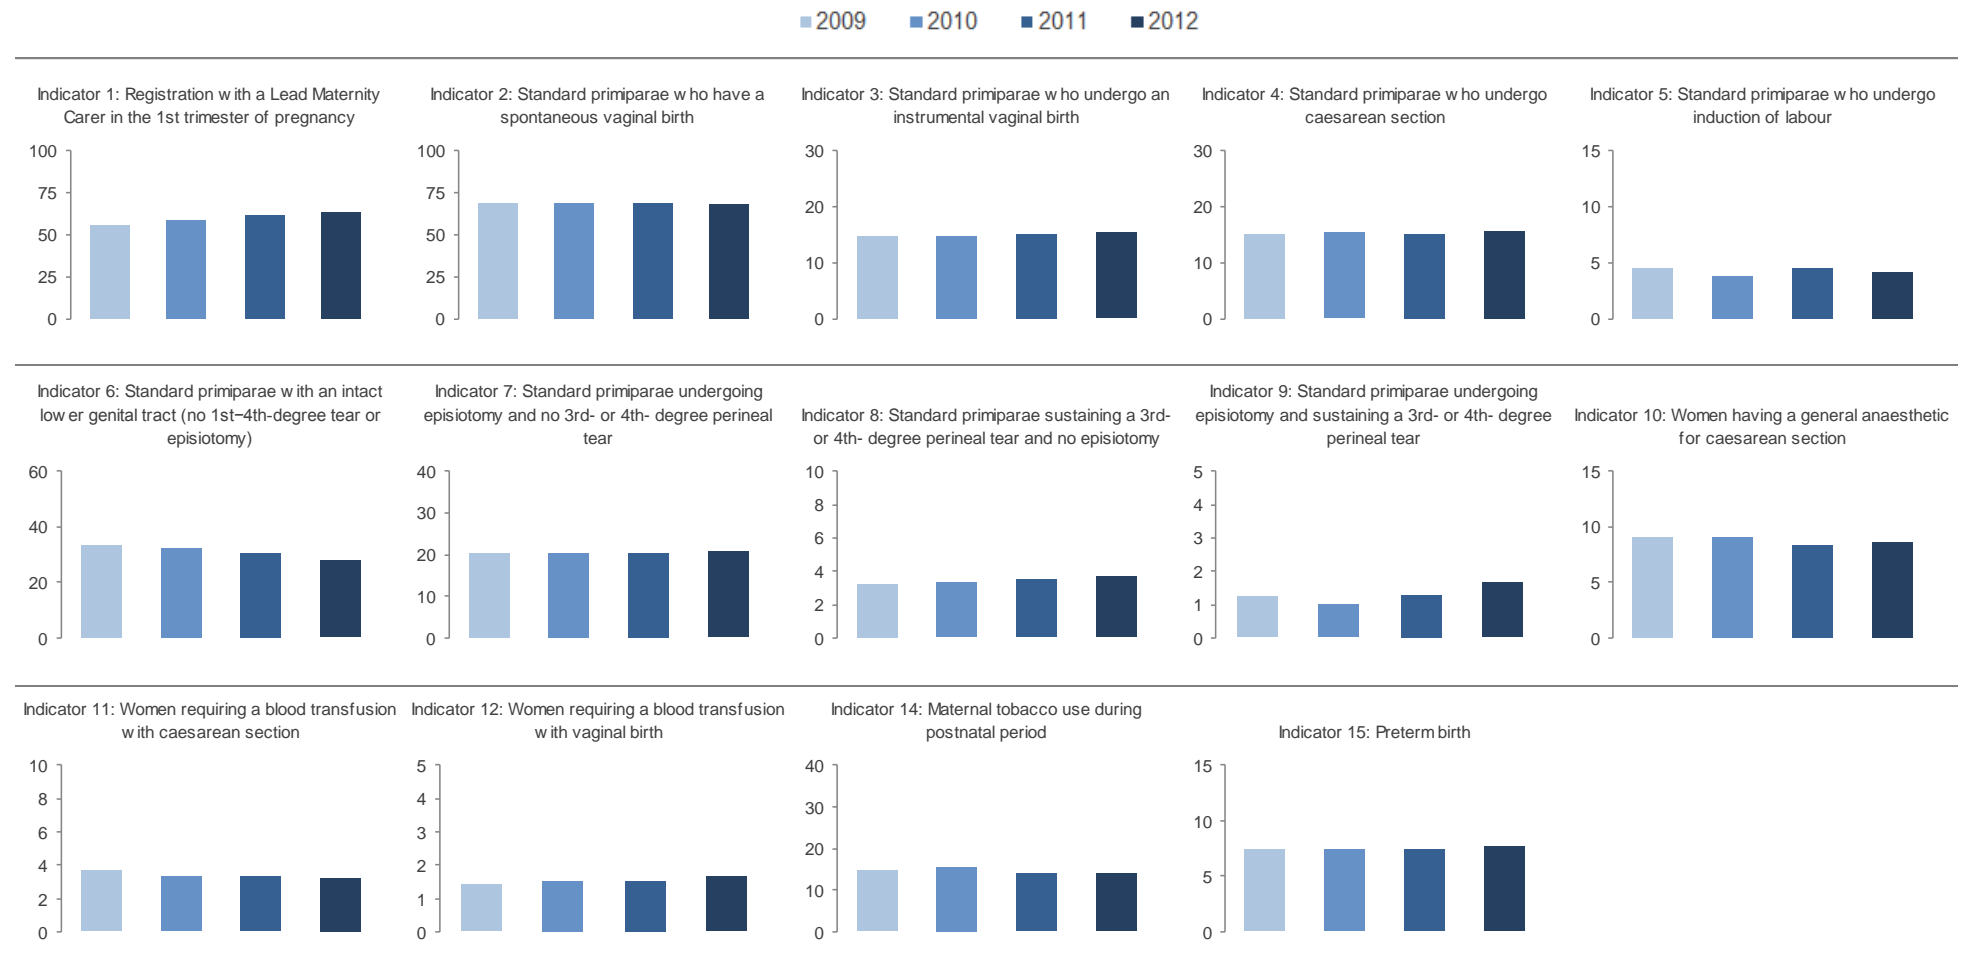 2009 2010 2011 2012
Indicator 1: Registration with a Lead Maternity
Carer in the 1st trimester of pregnancy
100
75
50
25
0
Indicator 2: Standard primiparae who have a
spontaneous vaginal birth
100
75
50
25
0
Indicator 3: Standard primiparae who undergo an
instrumental vaginal birth
30
20
10
0
Indicator 4: Standard primiparae who undergo
caesarean section
30
20
10
0
Indicator 5: Standard primiparae who undergo
induction of labour
15
10
5
0
Indicator 6: Standard primiparae with an intact
lower genital tract (no 1st−4th-degree tear or
episiotomy)
60
40
20
0
Indicator 7: Standard primiparae undergoing
episiotomy and no 3rd- or 4th- degree perineal
tear
40
30
20
10
0
Indicator 8: Standard primiparae sustaining a 3rd-
or 4th- degree perineal tear and no episiotomy
10
8
6
4
2
0
Indicator 9: Standard primiparae undergoing
episiotomy and sustaining a 3rd- or 4th- degree
perineal tear
5
4
3
2
1
0
Indicator 10: Women having a general anaesthetic
for caesarean section
15
10
5
0
Indicator 11: Women requiring a blood transfusion
with caesarean section
10
8
6
4
2
0
Indicator 12: Women requiring a blood transfusion
with vaginal birth
5
4
3
2
1
0
Indicator 14: Maternal tobacco use during
postnatal period
40
30
20
10
0
Indicator 15: Preterm birth
15
10
5
0